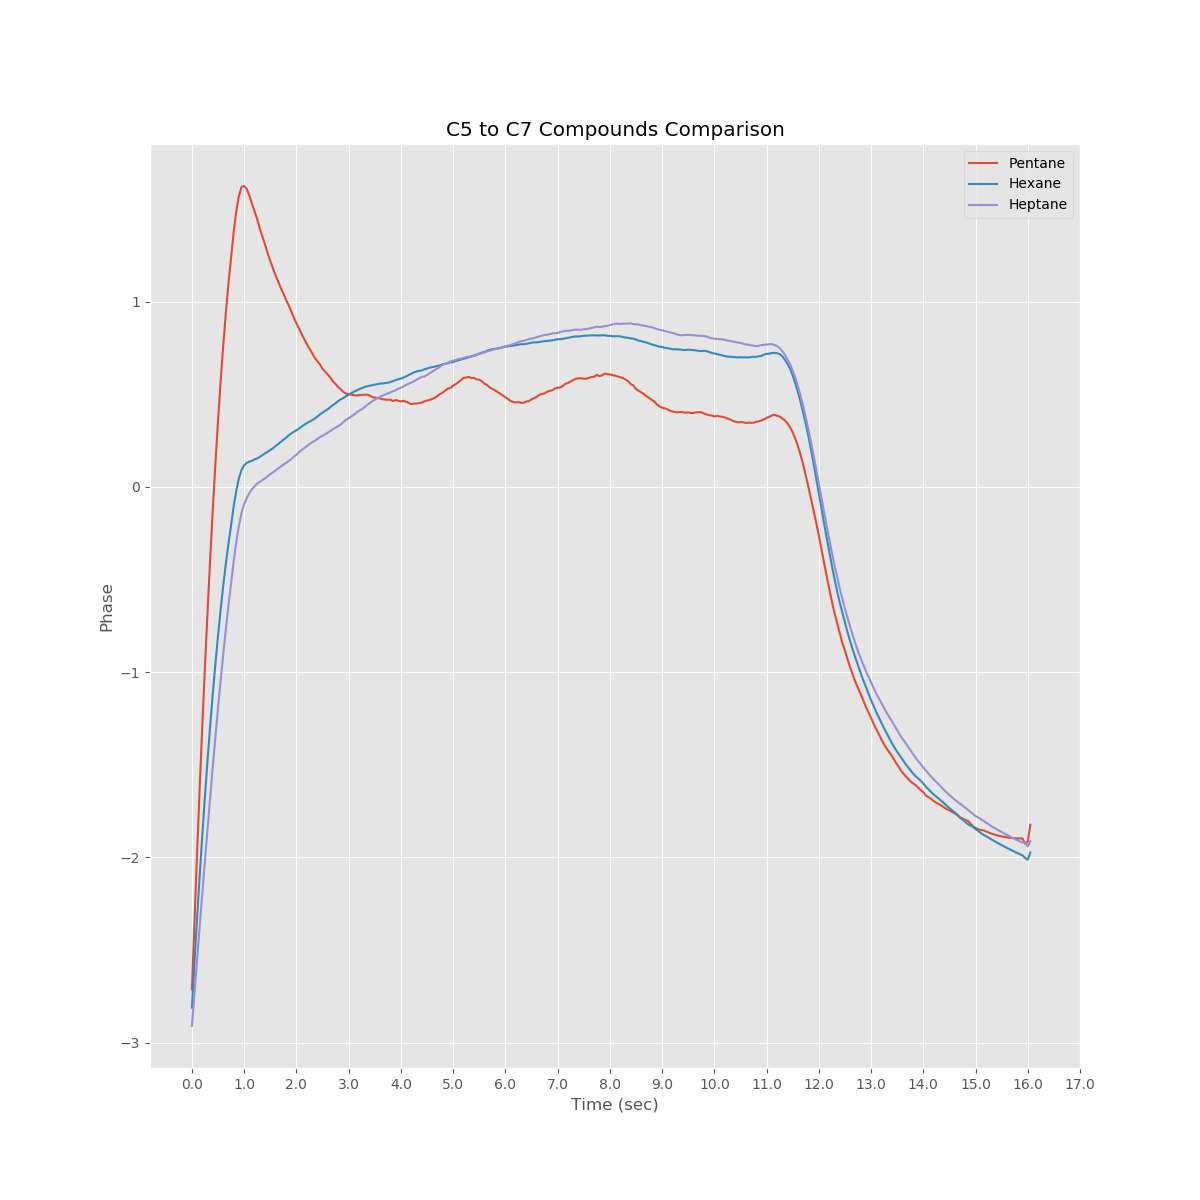 C5 to C7 Compounds Comparison
Pentane
Hexane
Heptane
1
0
−1
−2
−3
Phase
0.0 1.0 2.0 3.0 4.0 5.0 6.0 7.0 8.0 9.0 10.0 11.0 12.0 13.0 14.0 15.0 16.0 17.0
Time (sec)